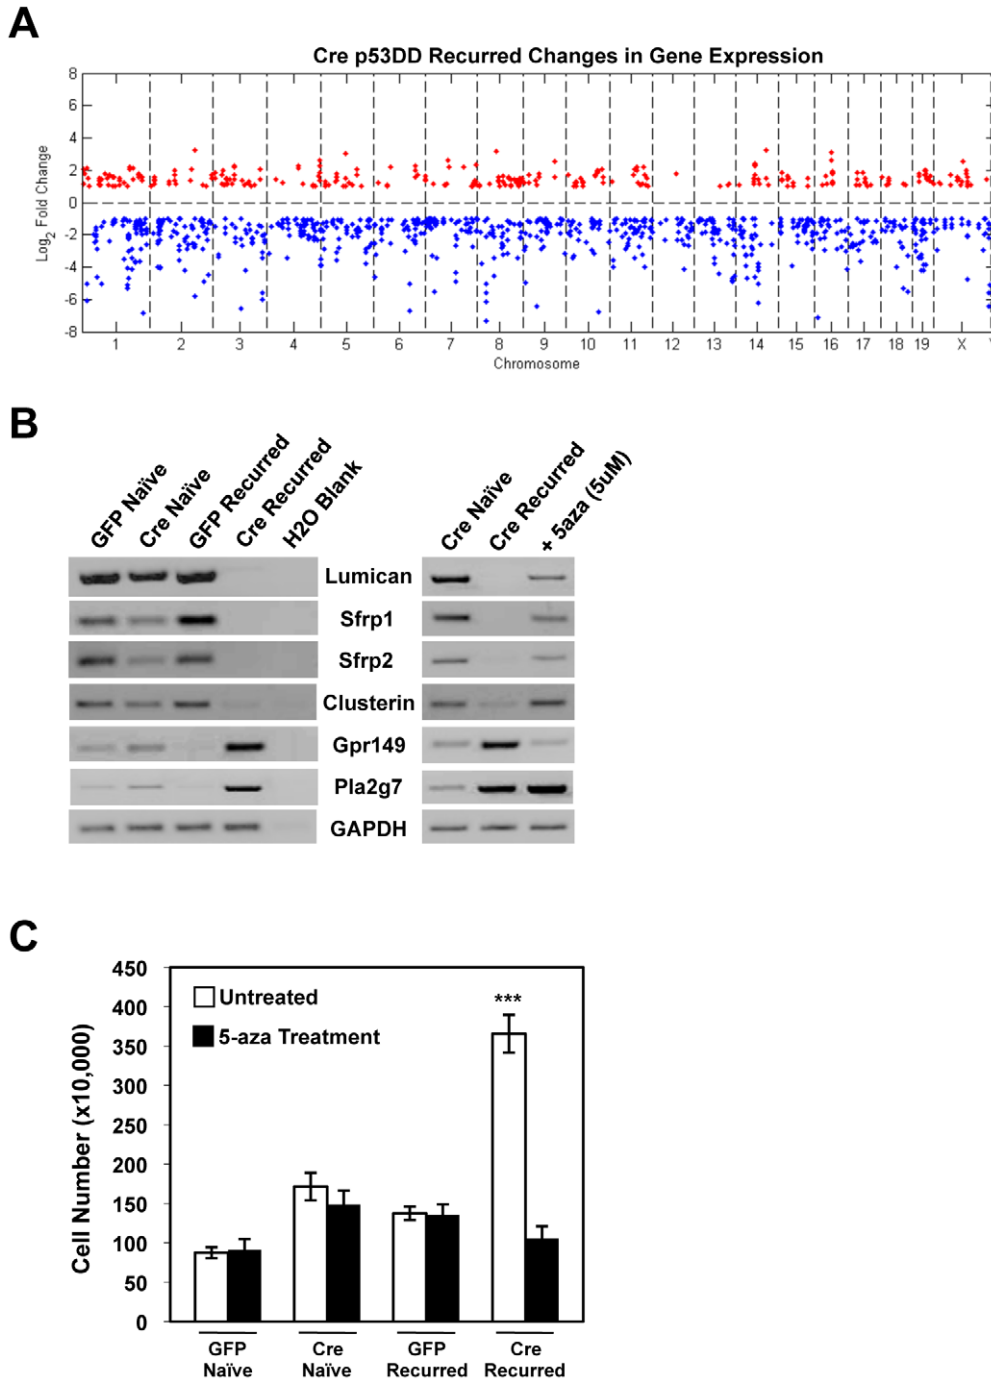 A
Cre p53DD Recurred Changes in Gene Expression
8
6
4
2
0
-2
-4
-6
-8
Log2 Fold Change
1 2 3 4 5 6 7 8 9 10 11 12 13 14 15 16 17 18 19 X
Chromosome
B
GFP Naïve
Cre Naïve
GFP Recurred
Cre Recurred
H2O Blank
Cre Naïve
Cre Recurred
+ 5aza (5uM)
Lumican
Sfrp1
Sfrp2
Clusterin
Gpr149
Pla2g7
GAPDH
C
450
400
350
300
250
200
150
100
50
0
Cell Number (x10,000)
Untreated
5-aza Treatment
***
GFP
Naïve
Cre
Naïve
GFP
Recurred
Cre
Recurred